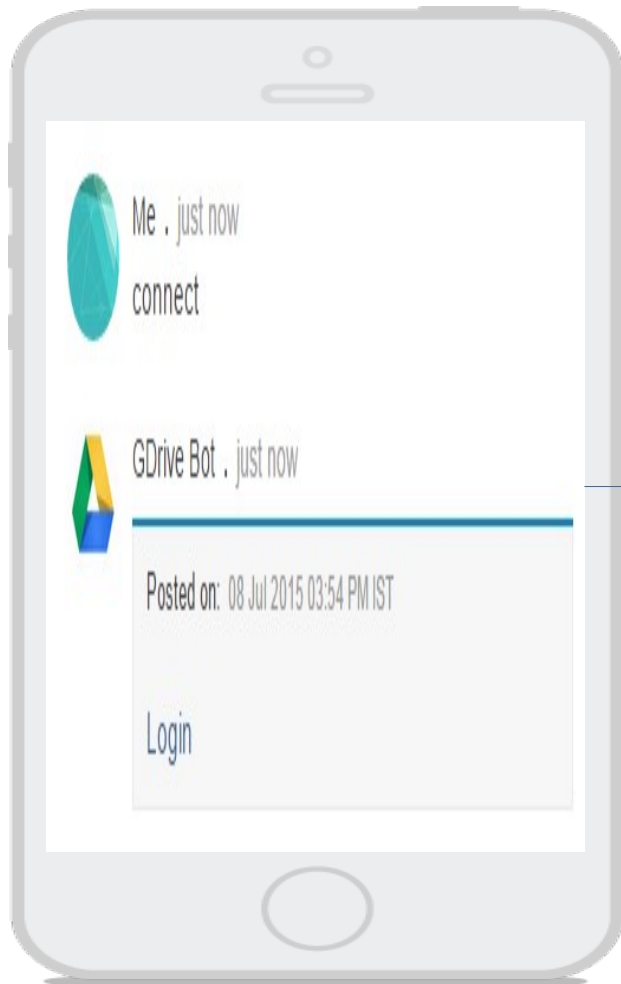 Me . just now
connect
GDrive Bot . just now
Posted on: 08 Jul 2015 03:54 PM IST
Login